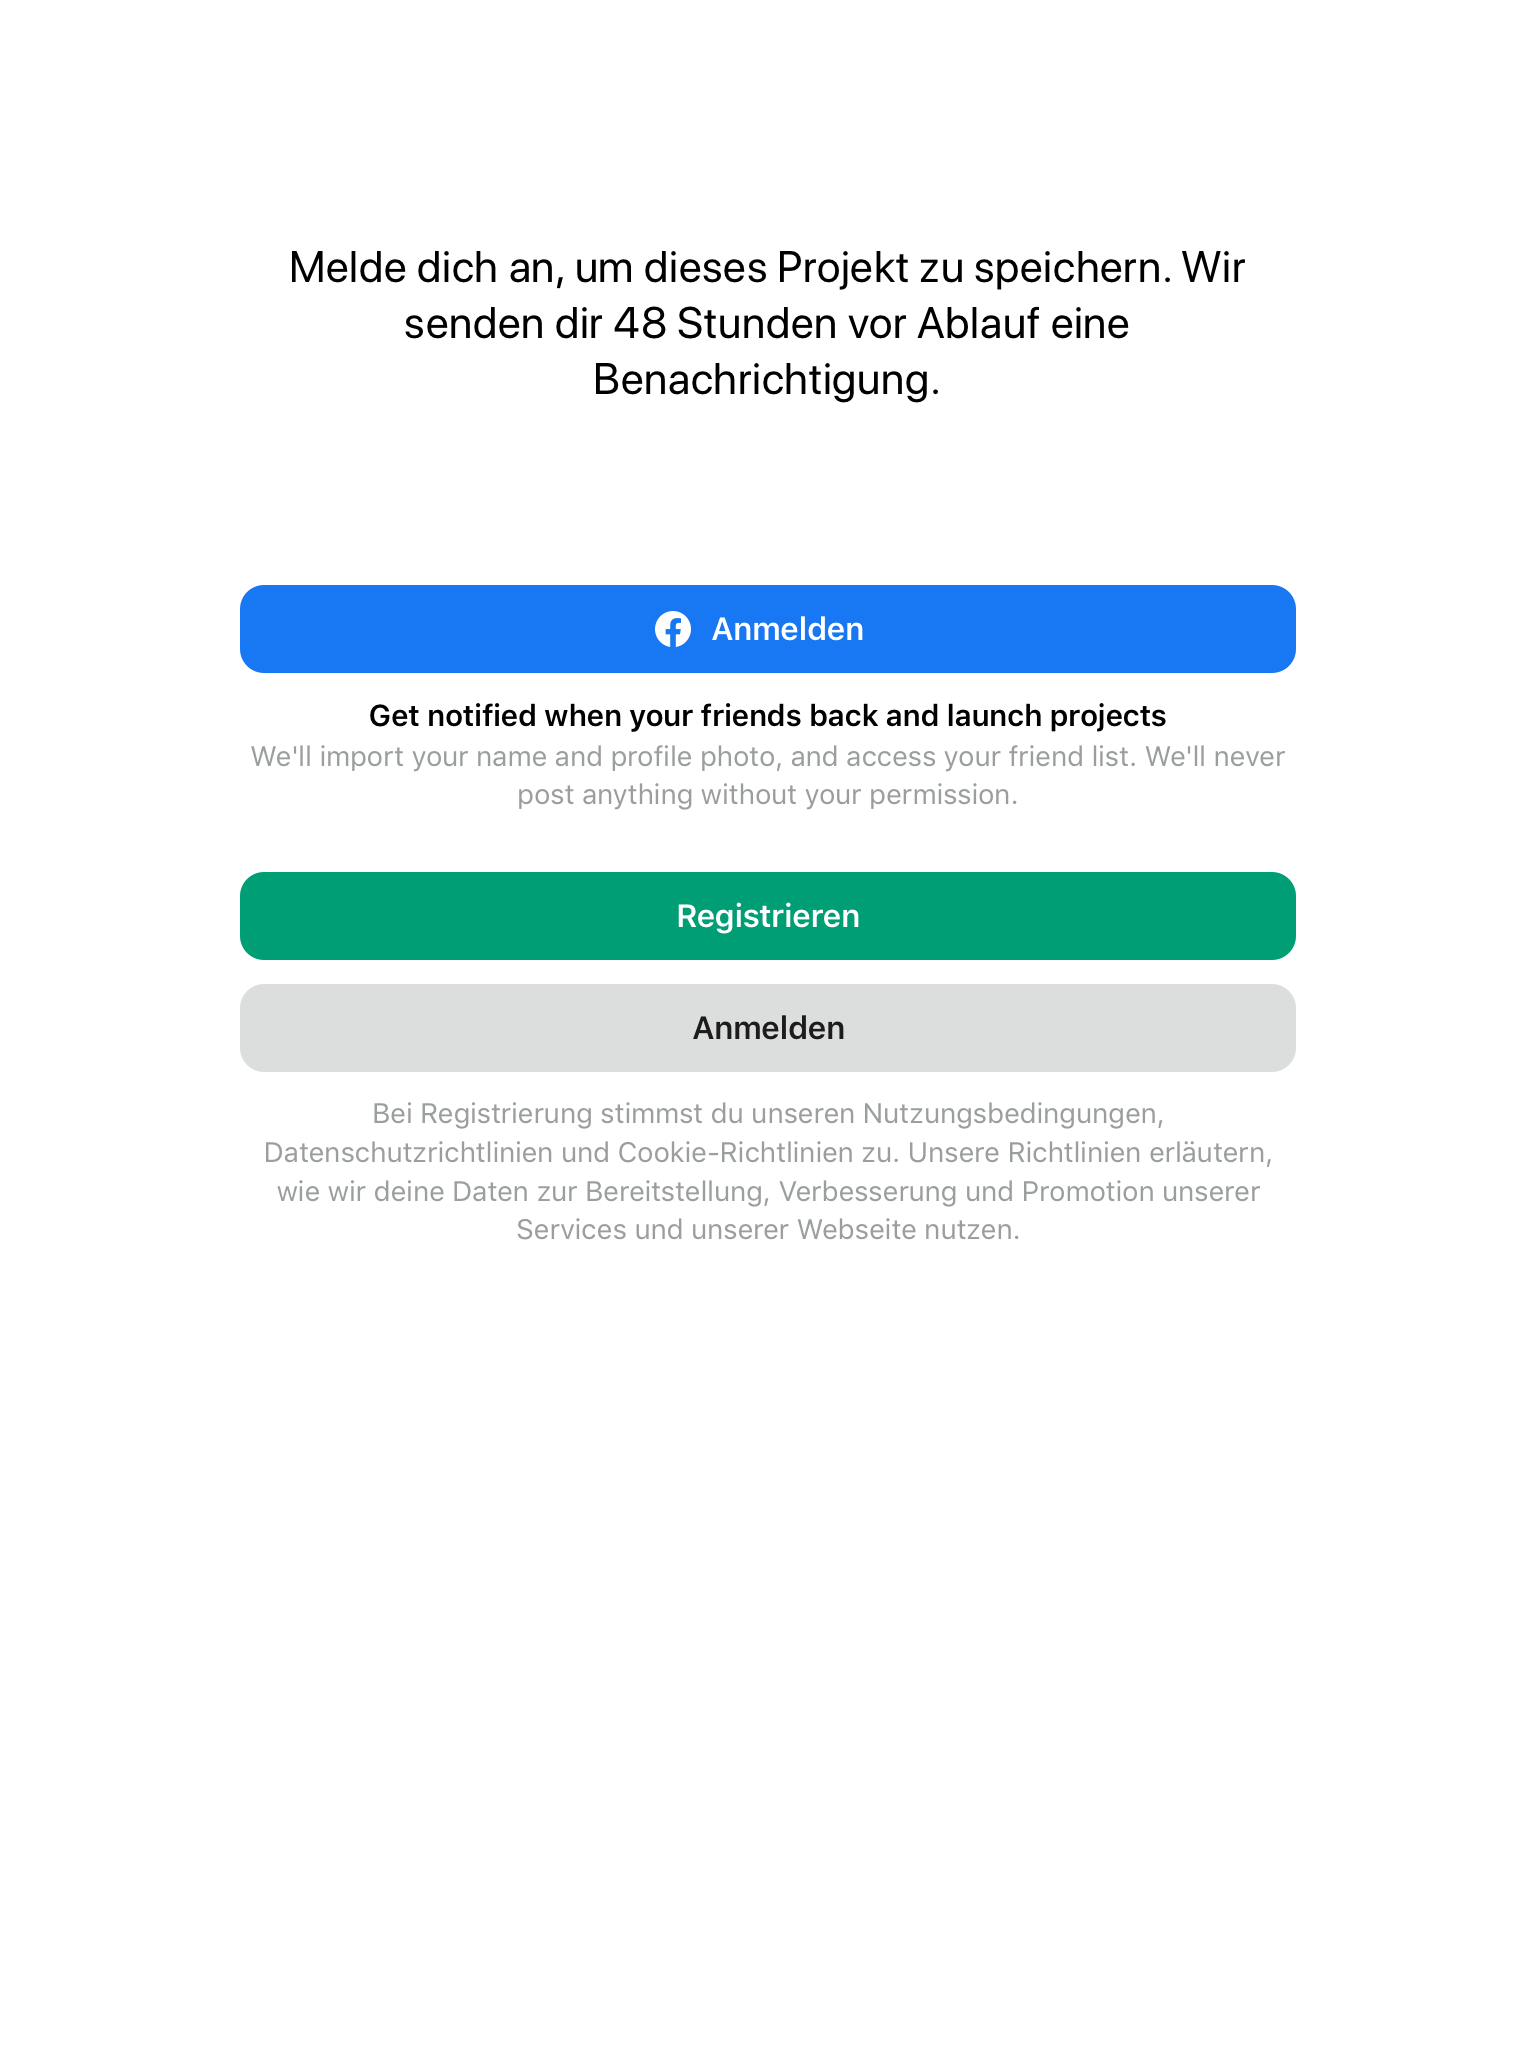 Melde dich an, um dieses Projekt zu speichern. Wir
senden dir 48 Stunden vor Ablauf eine
Benachrichtigung.
Anmelden
Get notified when your friends back and launch projects
We'll import your name and profile photo, and access your friend list. We'll never
post anything without your permission.
Registrieren
Anmelden
Bei Registrierung stimmst du unseren Nutzungsbedingungen,
Datenschutzrichtlinien und Cookie-Richtlinien zu. Unsere Richtlinien erläutern,
wie wir deine Daten zur Bereitstellung, Verbesserung und Promotion unserer
Services und unserer Webseite nutzen.